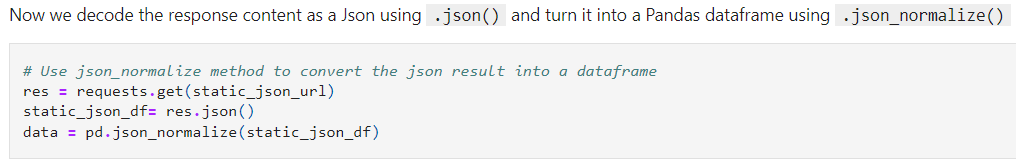 Now we decode the response content as a Json using .json() and turn it into a Pandas dataframe using .json_normalize()
# Use json_normalize method to convert the json result into a dataframe
res = requests.get(static_json_url)
static_json_df= res.json()
data = pd.json_normalize(static_json_df)